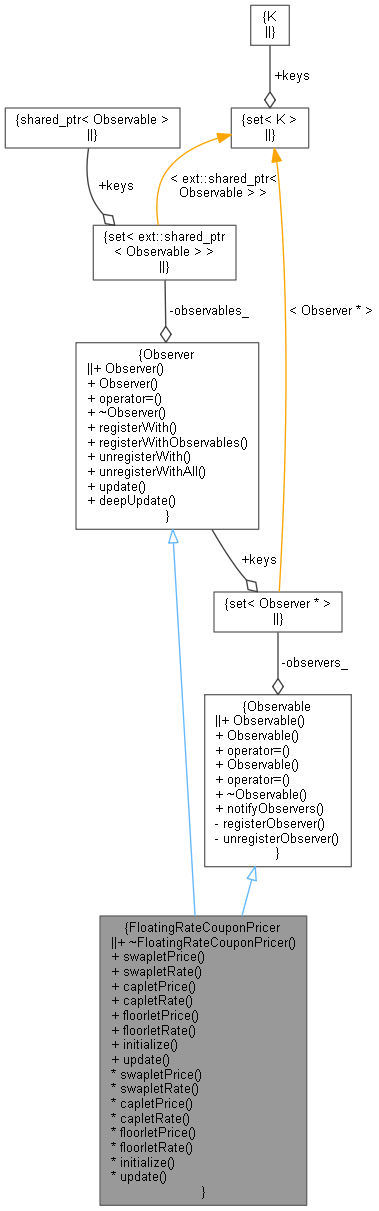 {K
||}
+keys
{shared_ptr< Observable >
||}
{set< K >
||}
+keys
< ext::shared_ptr<
Observable > >
{set< ext::shared_ptr
< Observable > >
||}
-observables_
< Observer * >
{Observer
||+ Observer()
+ Observer()
+ operator=()
+ ~Observer()
+ registerWith()
+ registerWithObservables()
+ unregisterWith()
+ unregisterWithAll()
+ update()
+ deepUpdate()
}
+keys
{set< Observer * >
||}
-observers_
{Observable
||+ Observable()
+ Observable()
+ operator=()
+ Observable()
+ operator=()
+ ~Observable()
+ notifyObservers()
- registerObserver()
- unregisterObserver()
}
{FloatingRateCouponPricer
||+ ~FloatingRateCouponPricer()
+ swapletPrice()
+ swapletRate()
+ capletPrice()
+ capletRate()
+ floorletPrice()
+ floorletRate()
+ initialize()
+ update()
* swapletPrice()
* swapletRate()
* capletPrice()
* capletRate()
* floorletPrice()
* floorletRate()
* initialize()
* update()
}